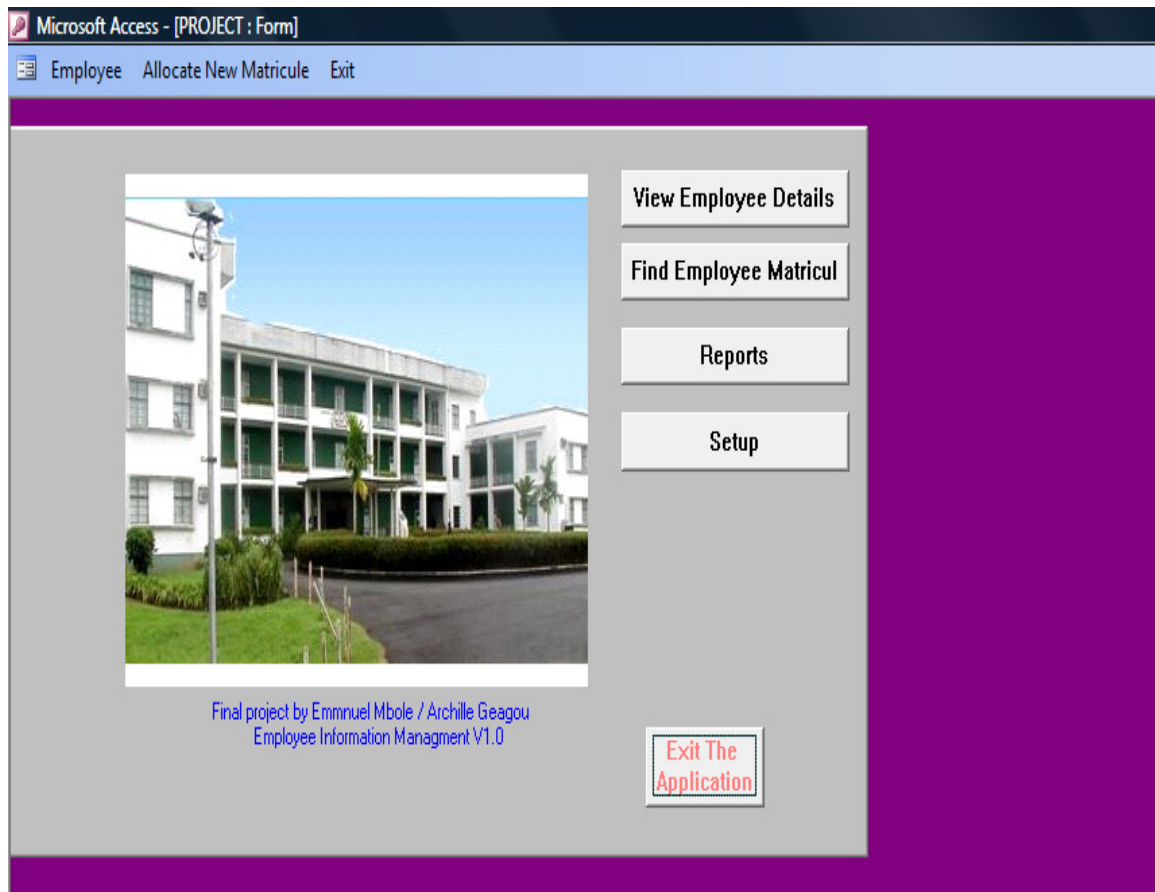 Microsoft Access - [PROJECT : Form]
Employee Allocate New Matricule Exit
View Employee Details
Find Employee Matricul
Reports
Setup
Final project by Emmnuel Mbole / Archille Geagou
Employee Information Managment V1.0
Exit The
Application